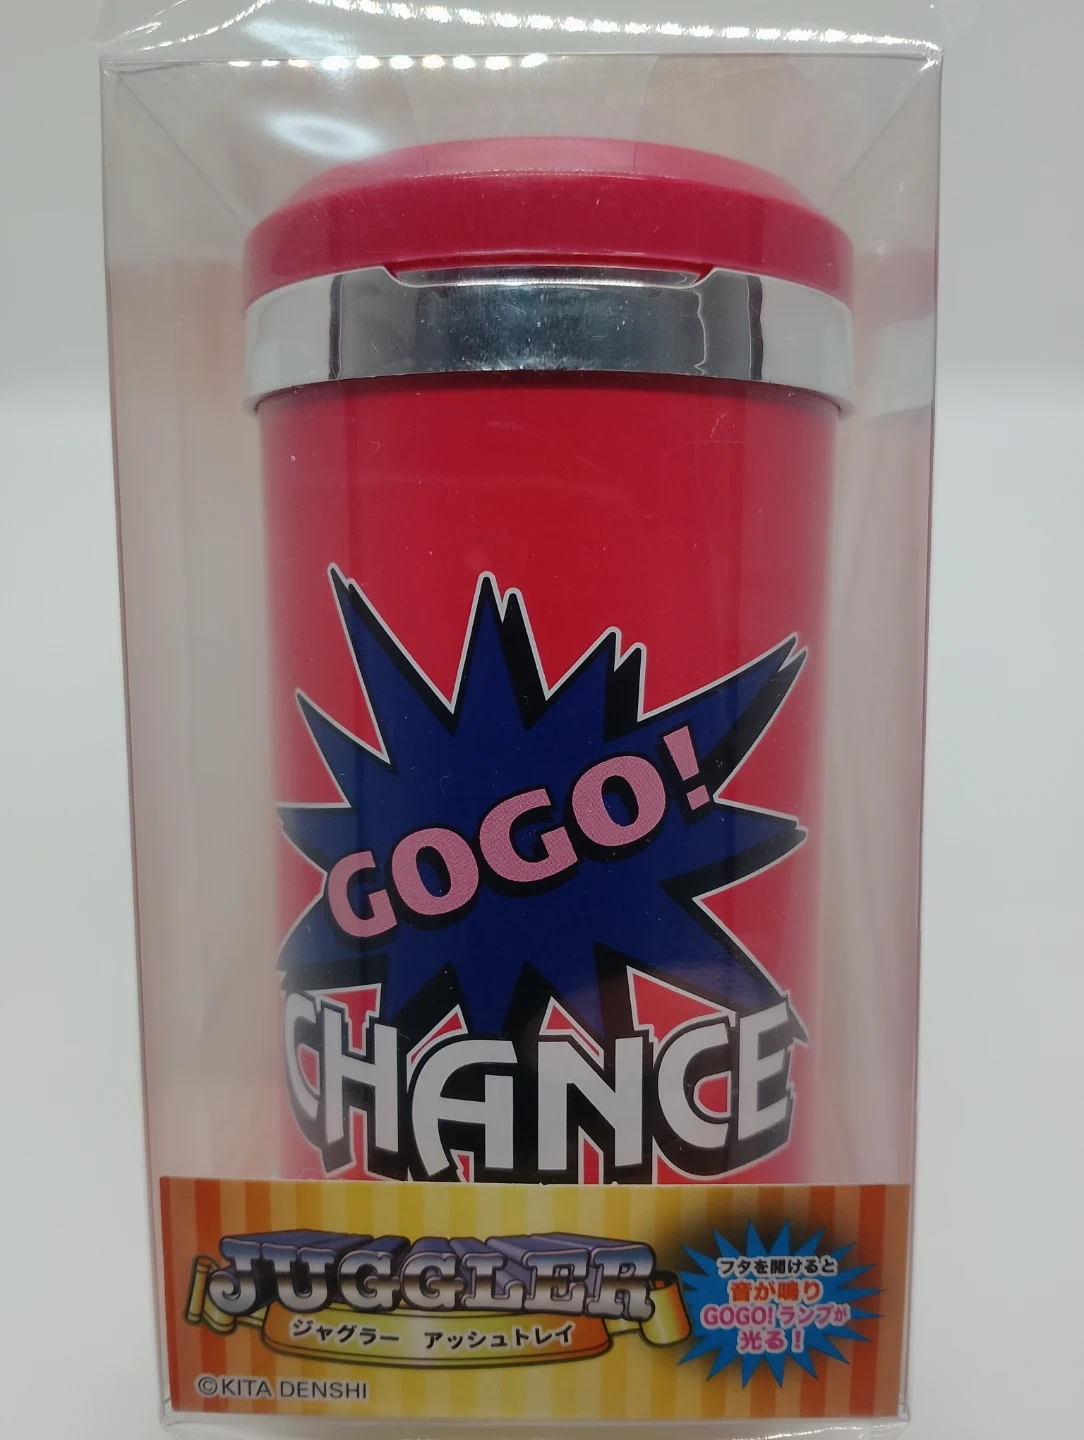 GOGO!
CHANCE
JUGGLER
ジャグラー アッシュトレイ
©KITA DENSHI
フタを開けると
音が鳴り
GOGO!ランプが
光る!